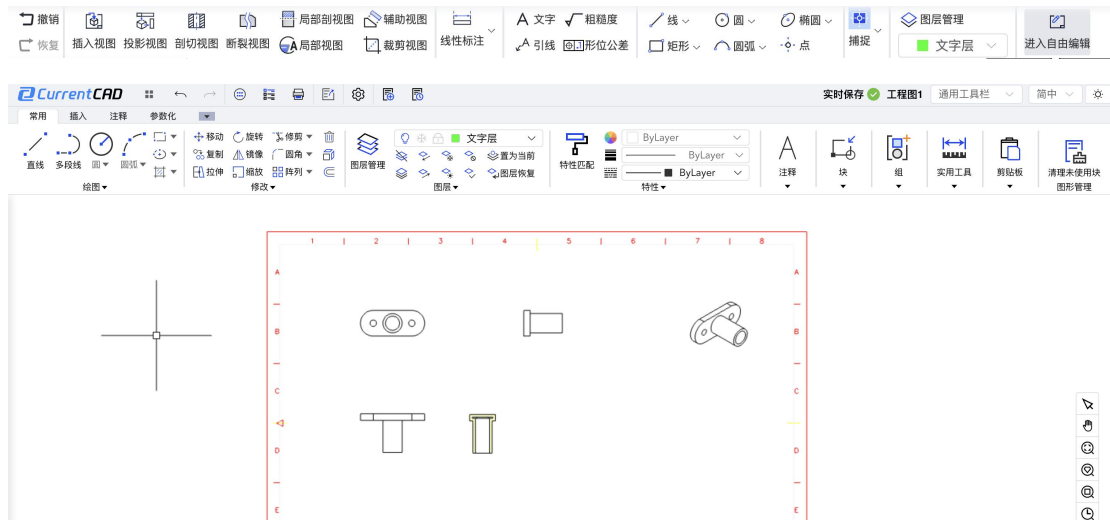 撤销 插入视图 投影视图 剖切视图 断裂视图 局部剖视图 辅助视图 线性标注 A 文字 粗糙度 线 圆 椭圆 捕捉 图层管理 进入自由编辑
恢复 A局部视图 裁剪视图 A 引线 形位公差 矩形 圆弧 点 文字层
CurrentCAD 实时保存 工程图1 通用工具栏 简中
常用 插入 注释 参数化
移动 旋转 修剪 文字层 ByLayer
复制 镜像 圆角 置为当前 ByLayer
拉伸 缩放 阵列 图层恢复 ByLayer
直线 多段线 圆 圆弧 图层管理 特性匹配 A 注释 块 组 实用工具 剪贴板 清理未使用块
绘图 修改 图层 特性 图形管理
1 2 3 4 5 6 7 8
A A
B B
C C
D D
E E